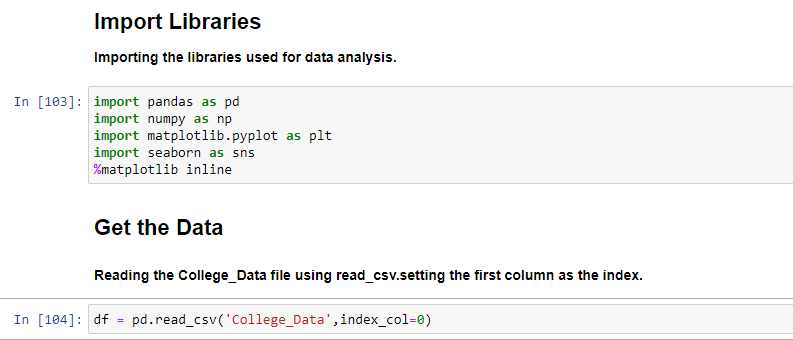 Import Libraries
Importing the libraries used for data analysis.
In [103]: import pandas as pd
import numpy as np
import matplotlib.pyplot as plt
import seaborn as sns
%matplotlib inline
Get the Data
Reading the College_Data file using read_csv.setting the first column as the index.
In [104]: df = pd.read_csv('College_Data',index_col=0)